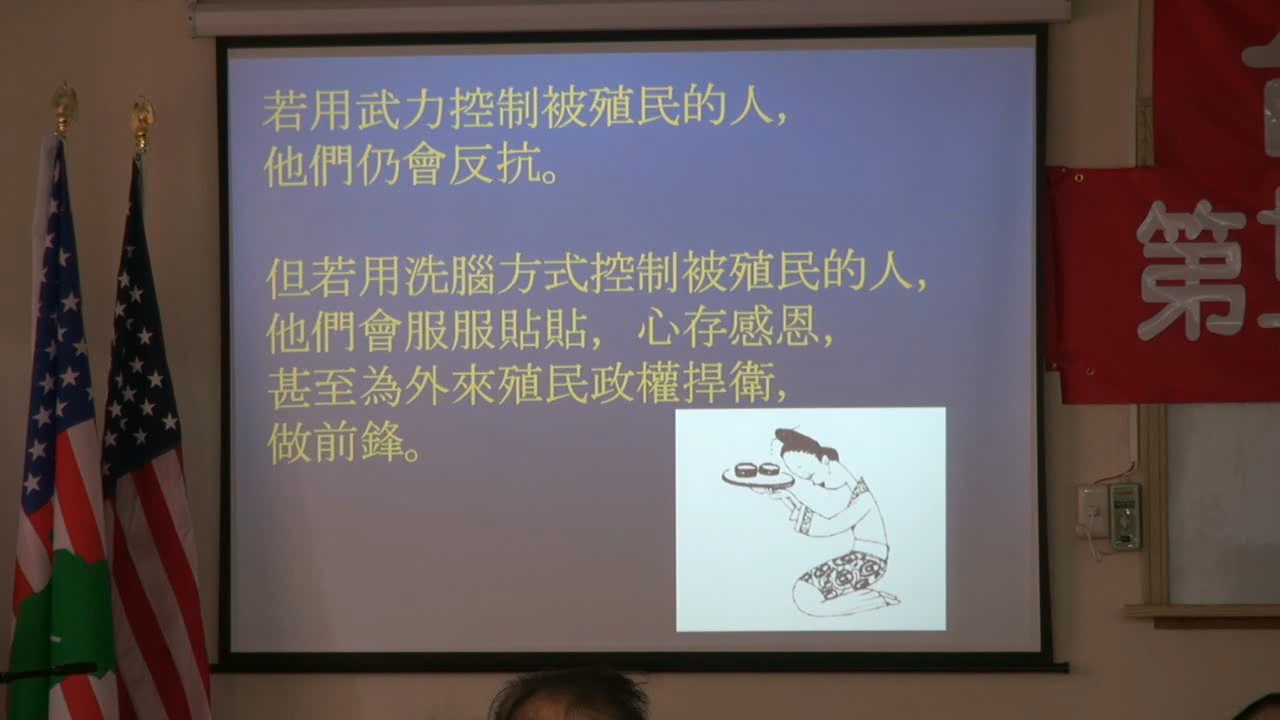 若用武力控制被殖民的人,
他們仍會反抗。
但若用洗腦方式控制被殖民的人,
他們會服服貼貼, 心存感恩,
甚至為外來殖民政權捍衛,
做前鋒。
第